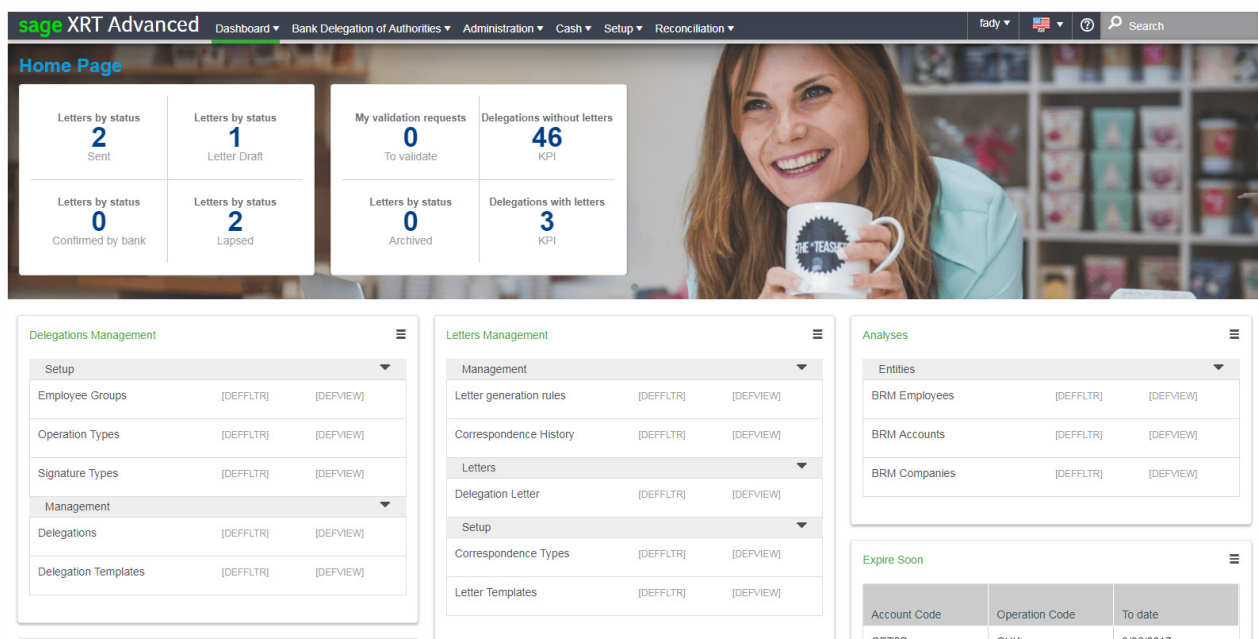 sage XRT Advanced Dashboard Bank Delegation of Authorities Administration Cash Setup Reconciliation fady Search
Home Page
Letters by status
2
Sent
Letters by status
1
Letter Draft
Letters by status
0
Confirmed by bank
Letters by status
2
Lapsed
My validation requests
0
To validate
Delegations without letters
46
KPI
Letters by status
0
Archived
Delegations with letters
3
KPI
THE *TEASHE
Delegations Management
Setup
Employee Groups [DEFFLTR] [DEFVIEW]
Operation Types [DEFFLTR] [DEFVIEW]
Signature Types [DEFFLTR] [DEFVIEW]
Management
Delegations [DEFFLTR] [DEFVIEW]
Delegation Templates [DEFFLTR] [DEFVIEW]
Letters Management
Management
Letter generation rules [DEFFLTR] [DEFVIEW]
Correspondence History [DEFFLTR] [DEFVIEW]
Letters
Delegation Letter [DEFFLTR] [DEFVIEW]
Setup
Correspondence Types [DEFFLTR] [DEFVIEW]
Letter Templates [DEFFLTR] [DEFVIEW]
Analyses
Entities
BRM Employees [DEFFLTR] [DEFVIEW]
BRM Accounts [DEFFLTR] [DEFVIEW]
BRM Companies [DEFFLTR] [DEFVIEW]
Expire Soon
Account Code Operation Code To date